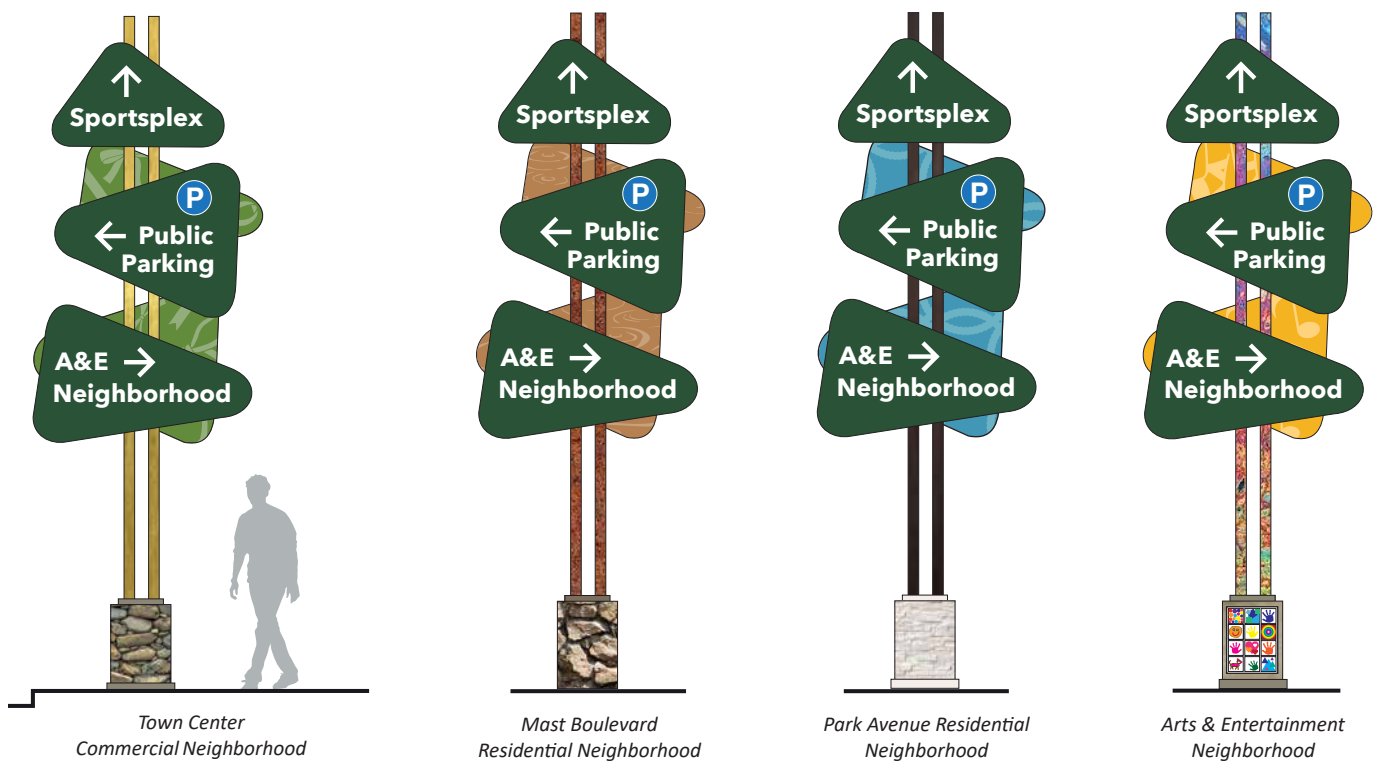 Sportsplex
P
Public
Parking
A&E
Neighborhood
Town Center
Commercial Neighborhood
Sportsplex
P
Public
Parking
A&E
Neighborhood
Mast Boulevard
Residential Neighborhood
Sportsplex
P
Public
Parking
A&E
Neighborhood
Park Avenue Residential
Neighborhood
Sportsplex
P
Public
Parking
A&E
Neighborhood
Arts & Entertainment
Neighborhood